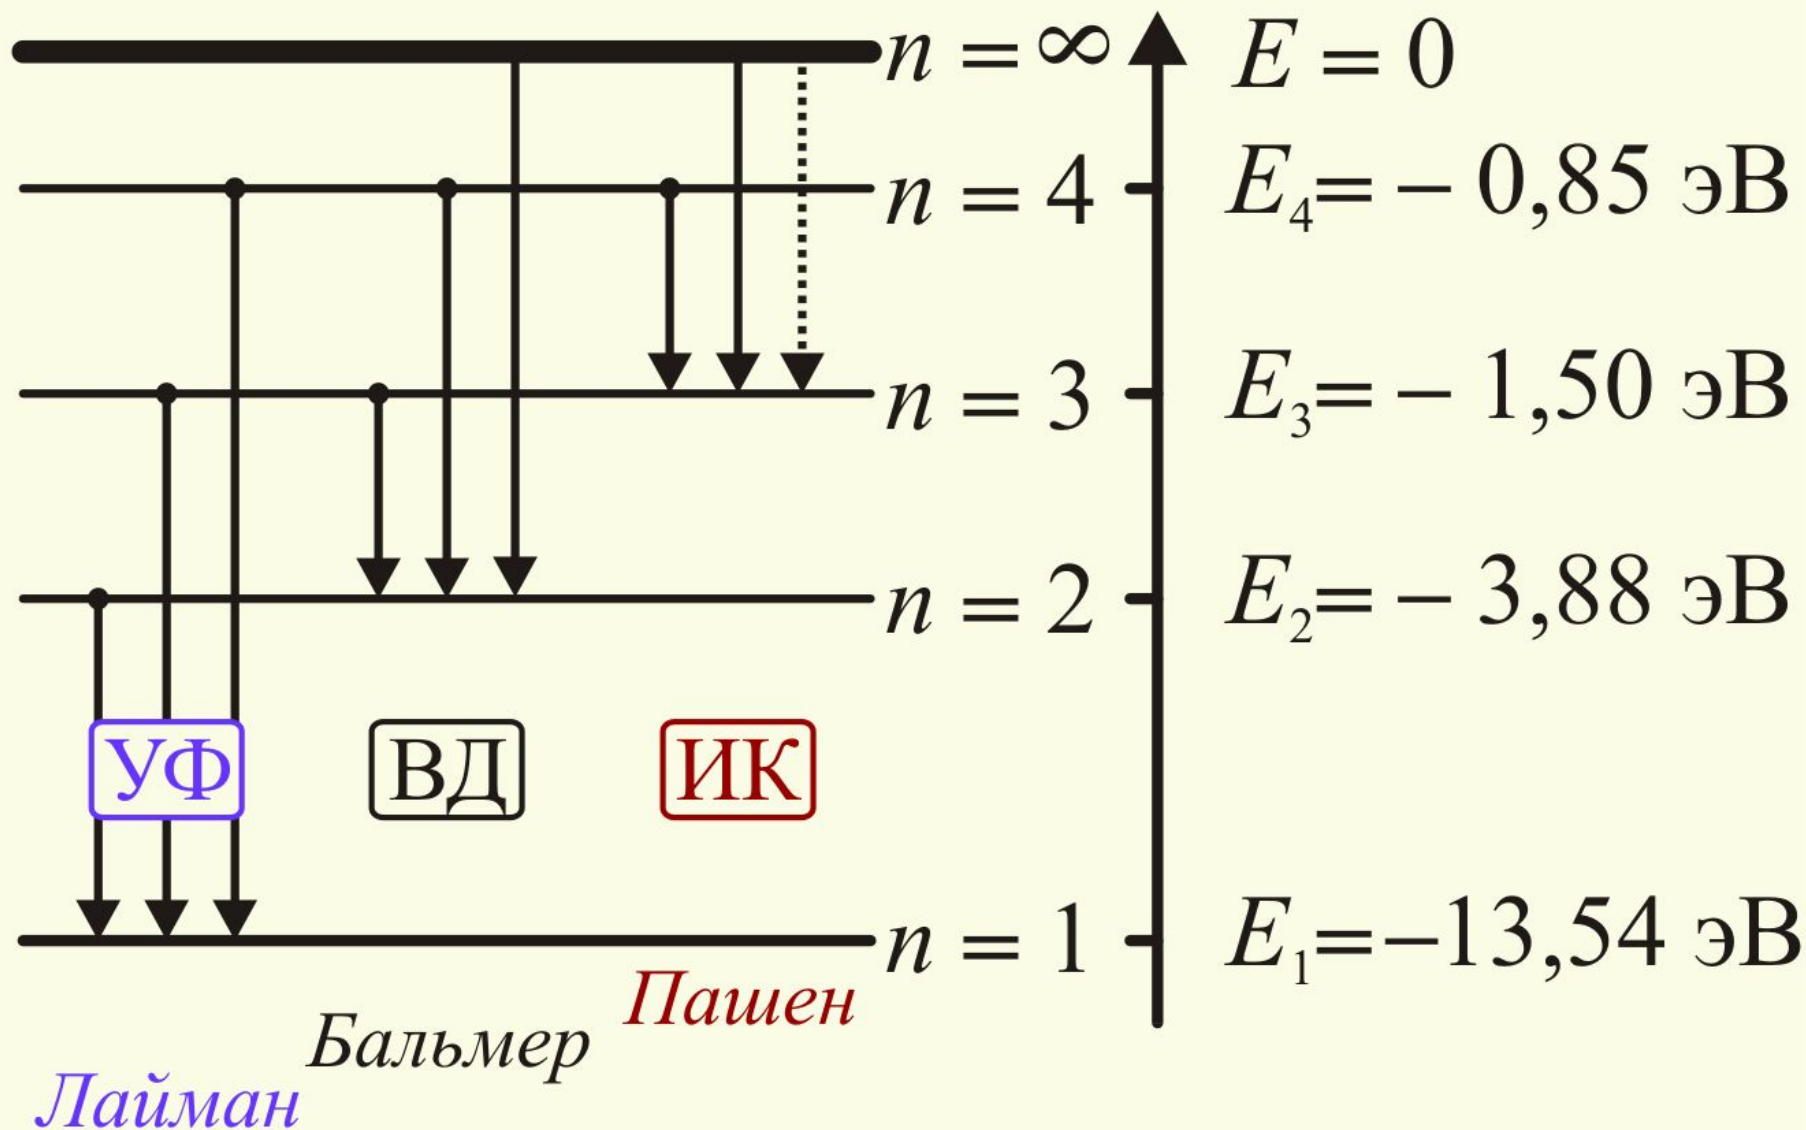 n = ∞ E = 0
n = 4 E₄= – 0,85 эВ
n = 3 E₃= – 1,50 эВ
n = 2 E₂= – 3,88 эВ
УФ ВД ИК
n = 1 E₁=–13,54 эВ
Пашен
Бальмер
Лайман